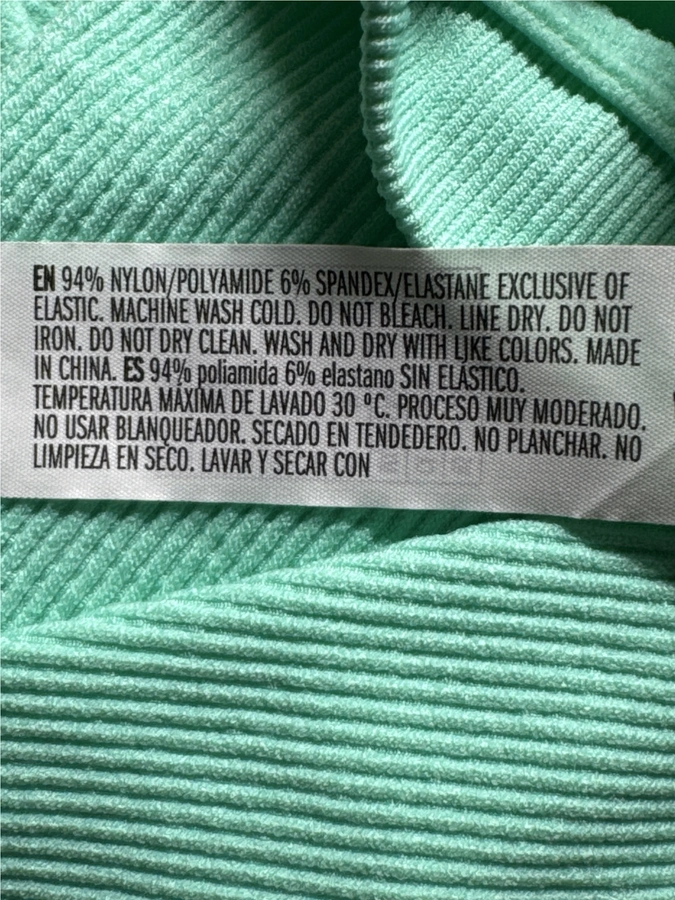 EN 94% NYLON/POLYAMIDE 6% SPANDEX/ELASTANE EXCLUSIVE OF
ELASTIC. MACHINE WASH COLD. DO NOT BLEACH. LINE DRY. DO NOT
IRON. DO NOT DRY CLEAN. WASH AND DRY WITH LIKE COLORS. MADE
IN CHINA. ES 94% poliamida 6% elastano SIN ELÁSTICO.
TEMPERATURA MÁXIMA DE LAVADO 30 ºC. PROCESO MUY MODERADO.
NO USAR BLANQUEADOR. SECADO EN TENDEDERO. NO PLANCHAR. NO
LIMPIEZA EN SECO. LAVAR Y SECAR CON